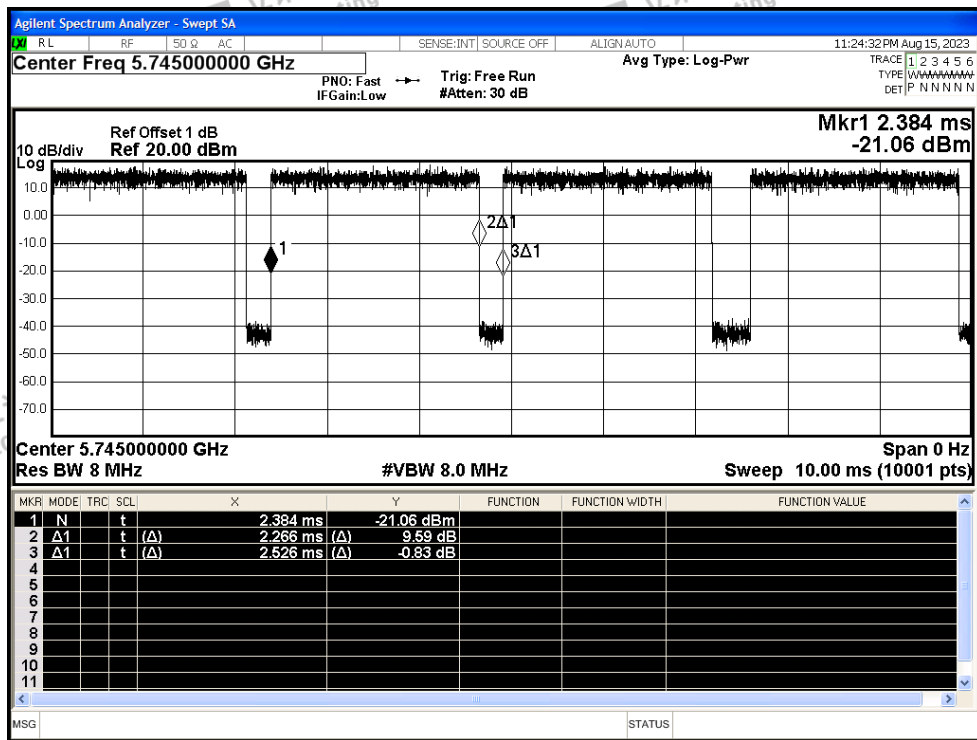 Agilent Spectrum Analyzer - Swept SA
LXI RL RF 50 Ω AC SENSE:INT SOURCE OFF ALIGN AUTO 11:24:32 PM Aug 15, 2023
Center Freq 5.745000000 GHz Avg Type: Log-Pwr TRACE 1 2 3 4 5 6
PNO: Fast Trig: Free Run TYPE WWWWWW
IFGain:Low #Atten: 30 dB DET P N N N N N
Mkr1 2.384 ms
Ref Offset 1 dB
10 dB/div Ref 20.00 dBm -21.06 dBm
Log
10.0
0.00
-10.0
-20.0
-30.0
-40.0
-50.0
-60.0
-70.0
1
2Δ1
3Δ1
Center 5.745000000 GHz Span 0 Hz
Res BW 8 MHz #VBW 8.0 MHz Sweep 10.00 ms (10001 pts)
MKR MODE TRC SCL X Y FUNCTION FUNCTION WIDTH FUNCTION VALUE
1 N t 2.384 ms -21.06 dBm
2 Δ1 t (Δ) 2.266 ms (Δ) 9.59 dB
3 Δ1 t (Δ) 2.526 ms (Δ) -0.83 dB
4
5
6
7
8
9
10
11
MSG STATUS